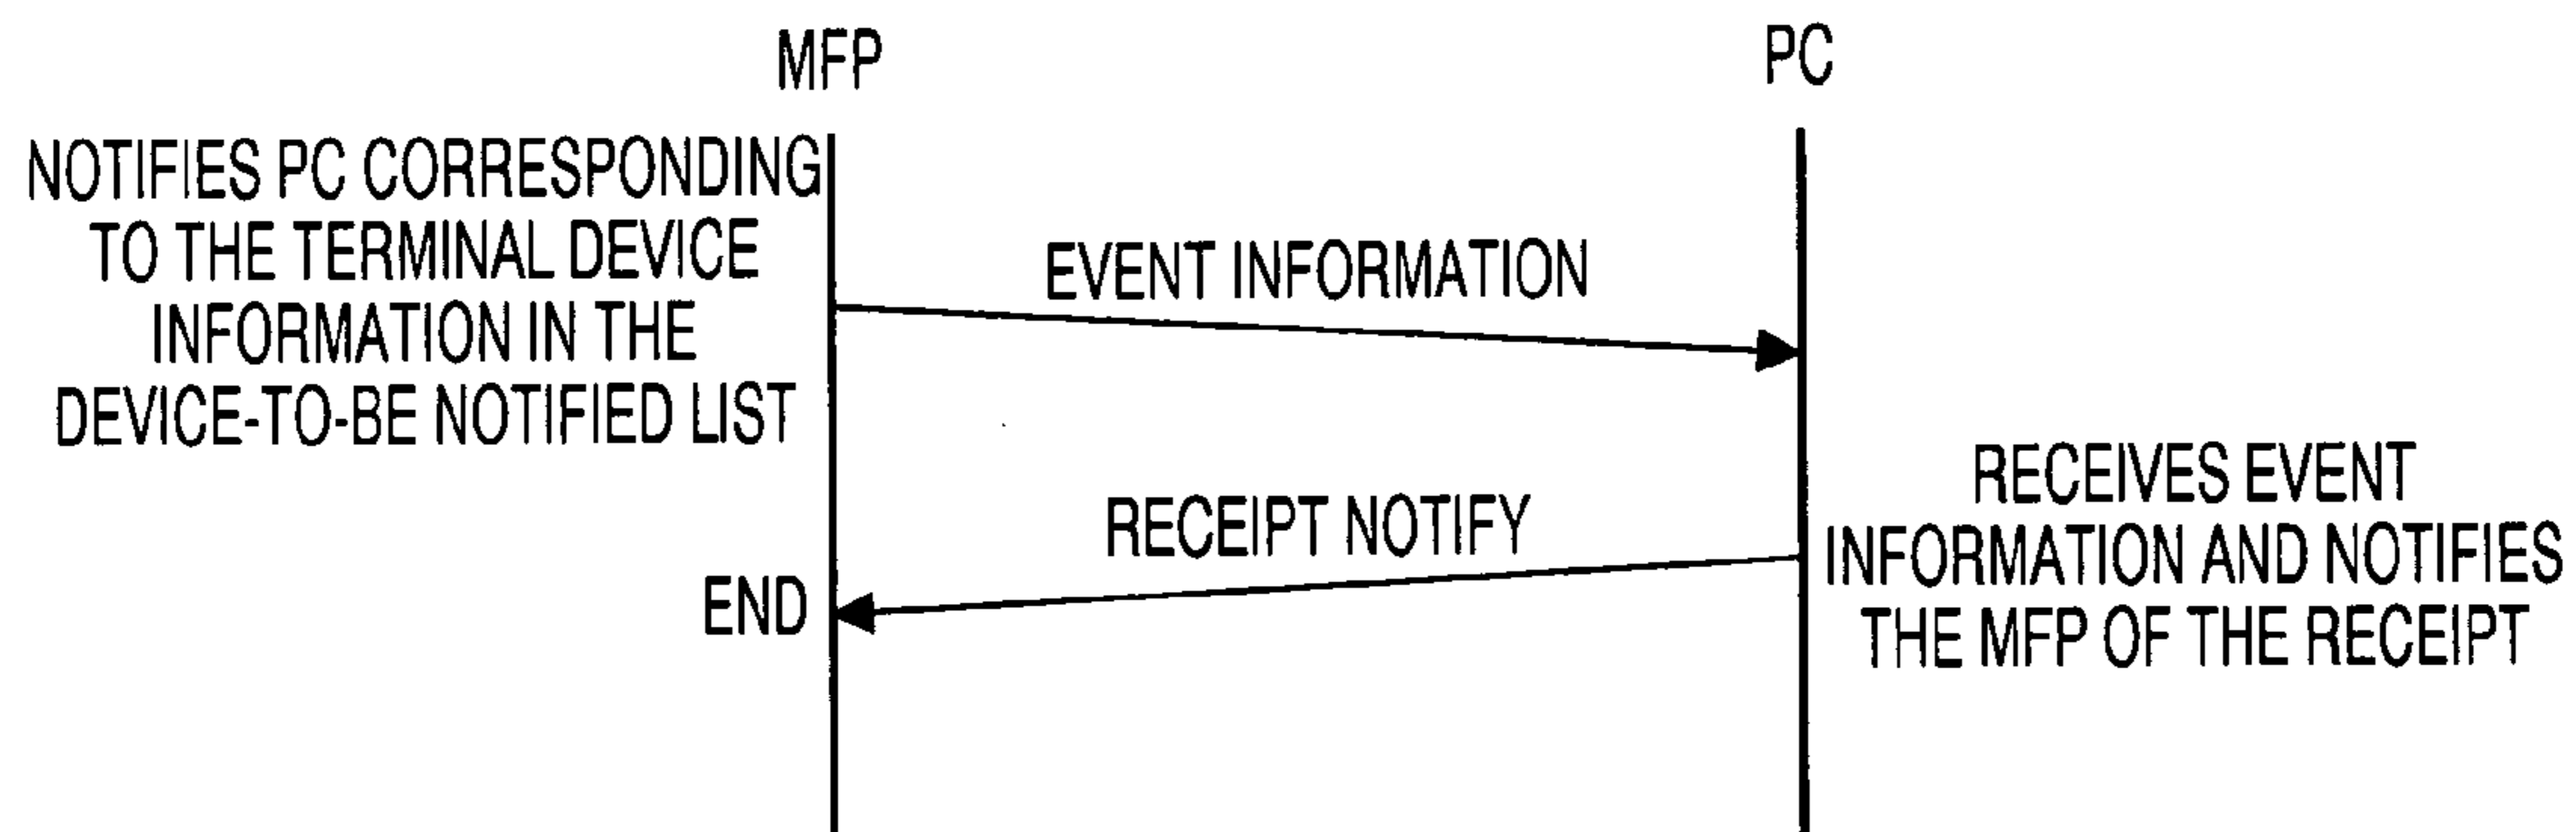 MFP
PC
NOTIFIES PC CORRESPONDING
TO THE TERMINAL DEVICE
INFORMATION IN THE
DEVICE-TO-BE NOTIFIED LIST
EVENT INFORMATION
RECEIVES EVENT
INFORMATION AND NOTIFIES
THE MFP OF THE RECEIPT
RECEIPT NOTIFY
END